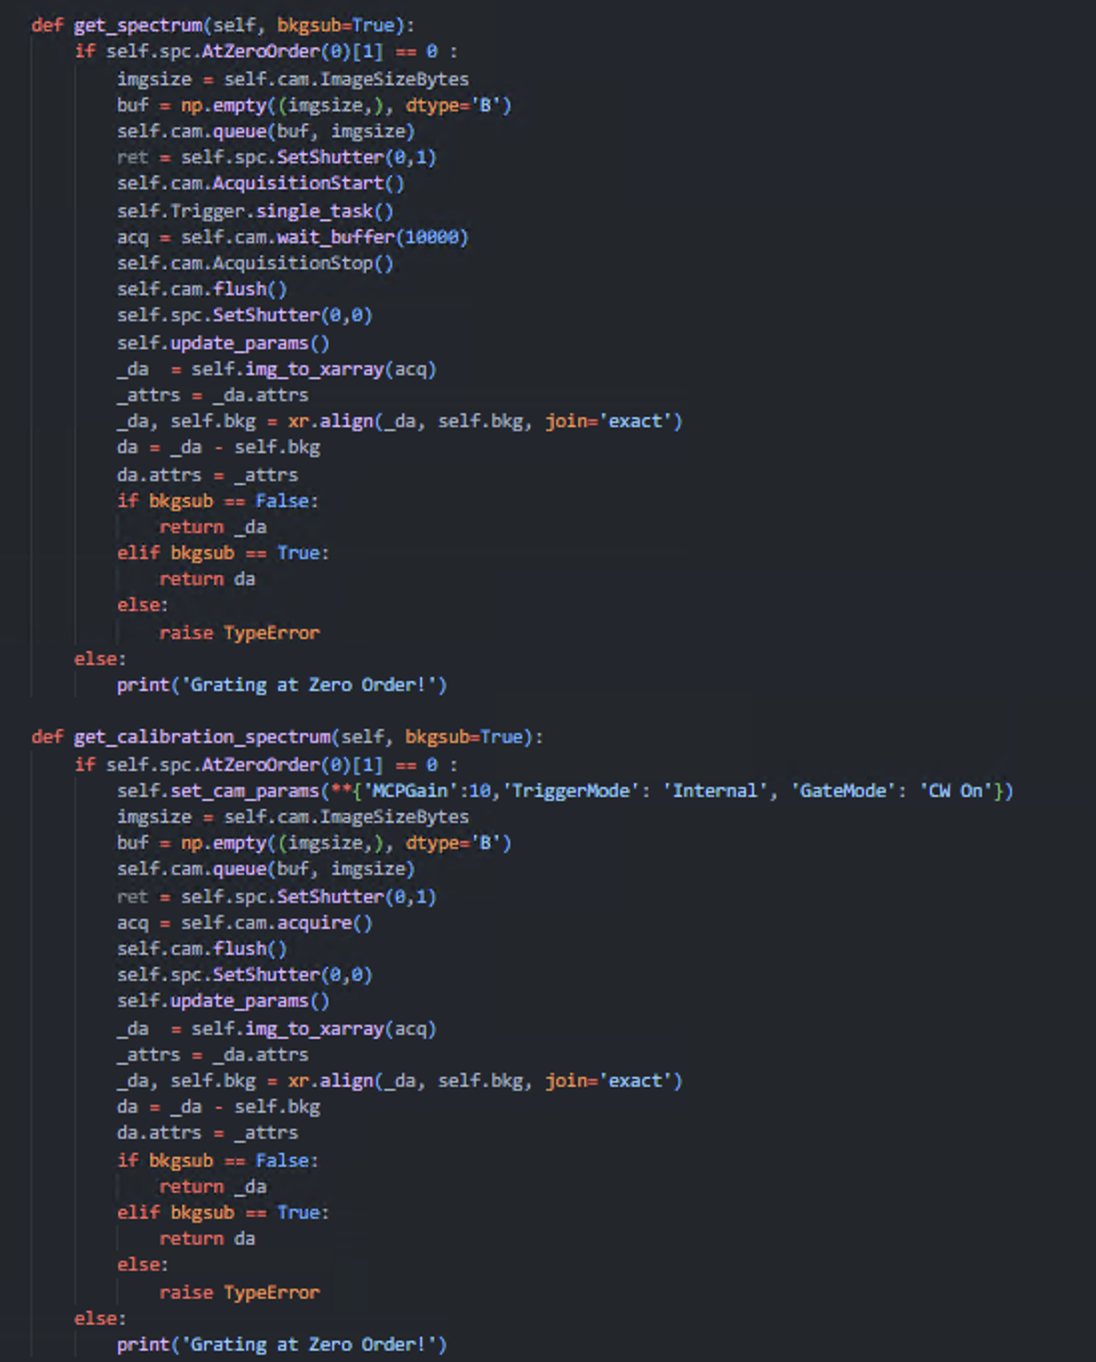 def get_spectrum(self, bkgsub=True):
    if self.spc.AtZeroOrder(0)[1] == 0 :
        imgsize = self.cam.ImageSizeBytes
        buf = np.empty((imgsize,), dtype='B')
        self.cam.queue(buf, imgsize)
        ret = self.spc.SetShutter(0,1)
        self.cam.AcquisitionStart()
        self.Trigger.single_task()
        acq = self.cam.wait_buffer(10000)
        self.cam.AcquisitionStop()
        self.cam.flush()
        self.spc.SetShutter(0,0)
        self.update_params()
        _da  = self.img_to_xarray(acq)
        _attrs = _da.attrs
        _da, self.bkg = xr.align(_da, self.bkg, join='exact')
        da = _da - self.bkg
        da.attrs = _attrs
        if bkgsub == False:
            return _da
        elif bkgsub == True:
            return da
        else:
            raise TypeError
    else:
        print('Grating at Zero Order!')

def get_calibration_spectrum(self, bkgsub=True):
    if self.spc.AtZeroOrder(0)[1] == 0 :
        self.set_cam_params(**{'MCPGain':10,'TriggerMode': 'Internal', 'GateMode': 'CW On'})
        imgsize = self.cam.ImageSizeBytes
        buf = np.empty((imgsize,), dtype='B')
        self.cam.queue(buf, imgsize)
        ret = self.spc.SetShutter(0,1)
        acq = self.cam.acquire()
        self.cam.flush()
        self.spc.SetShutter(0,0)
        self.update_params()
        _da  = self.img_to_xarray(acq)
        _attrs = _da.attrs
        _da, self.bkg = xr.align(_da, self.bkg, join='exact')
        da = _da - self.bkg
        da.attrs = _attrs
        if bkgsub == False:
            return _da
        elif bkgsub == True:
            return da
        else:
            raise TypeError
    else:
        print('Grating at Zero Order!')